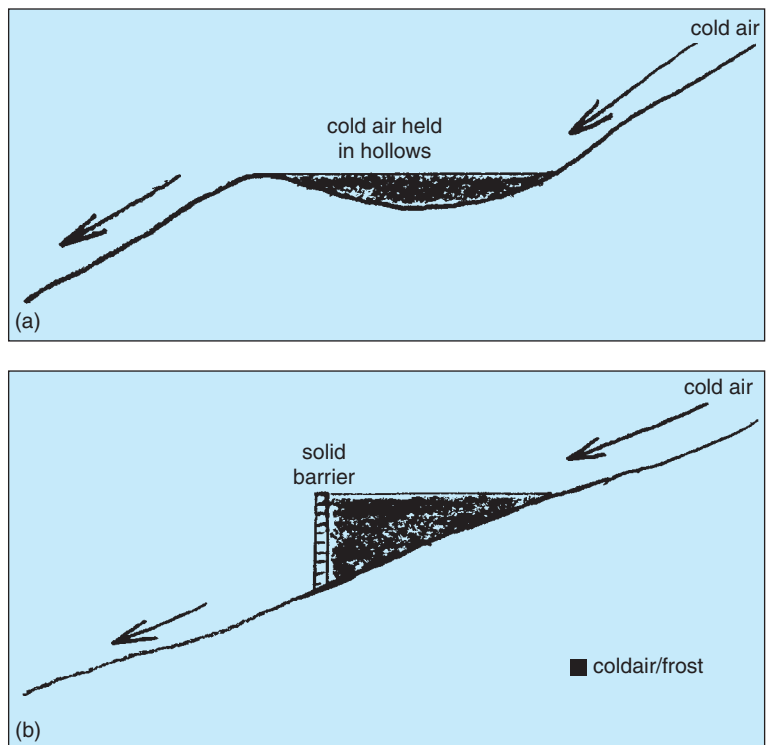 cold air
cold air held
in hollows
(a)
cold air
solid
barrier
coldair/frost
(b)